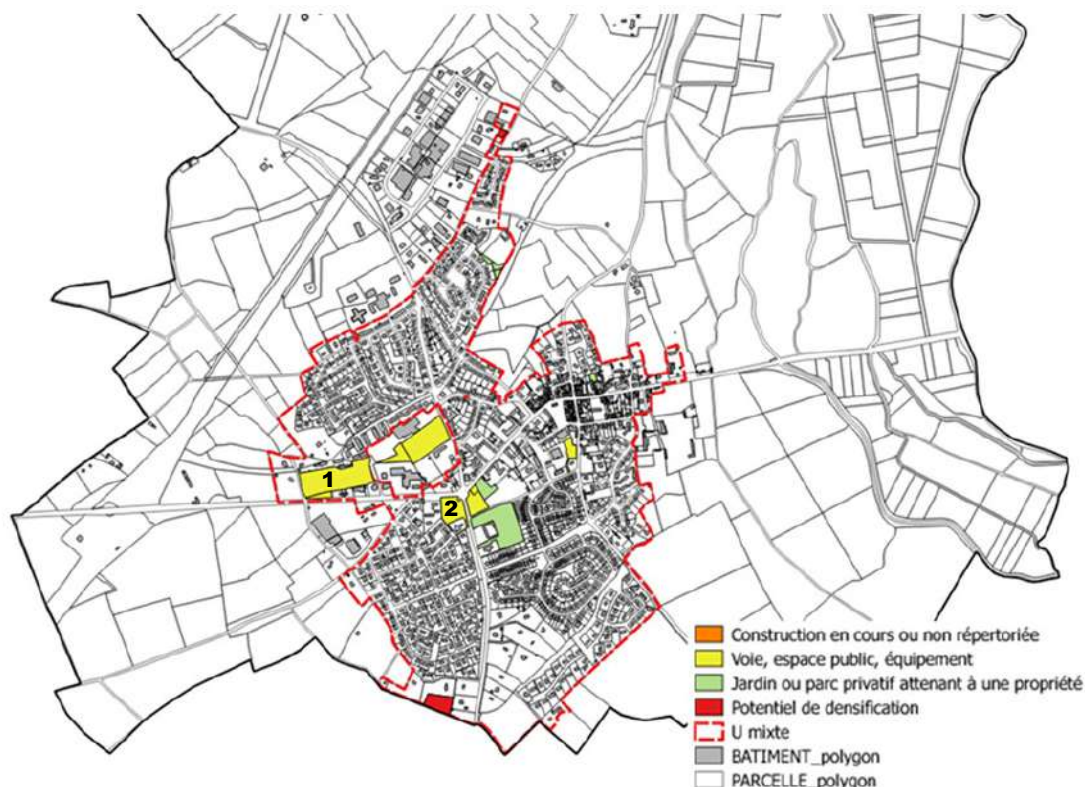 1
2
Construction en cours ou non répertoriée
Voie, espace public, équipement
Jardin ou parc privatif attenant à une propriété
Potentiel de densification
U mixte
BATIMENT_polygon
PARCELLE_polygon